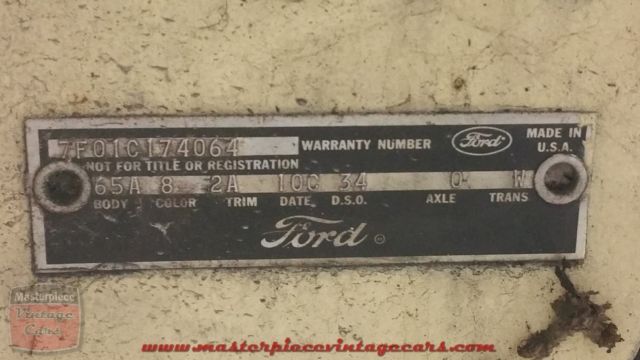 7F01C174064 WARRANTY NUMBER Ford MADE IN U.S.A.
NOT FOR TITLE OR REGISTRATION
65A 8 2A 10C 34 0 W
BODY COLOR TRIM DATE D.S.O. AXLE TRANS
Ford
Masterpiece
Vintage
Cars
www.masterpiecevintagecars.com